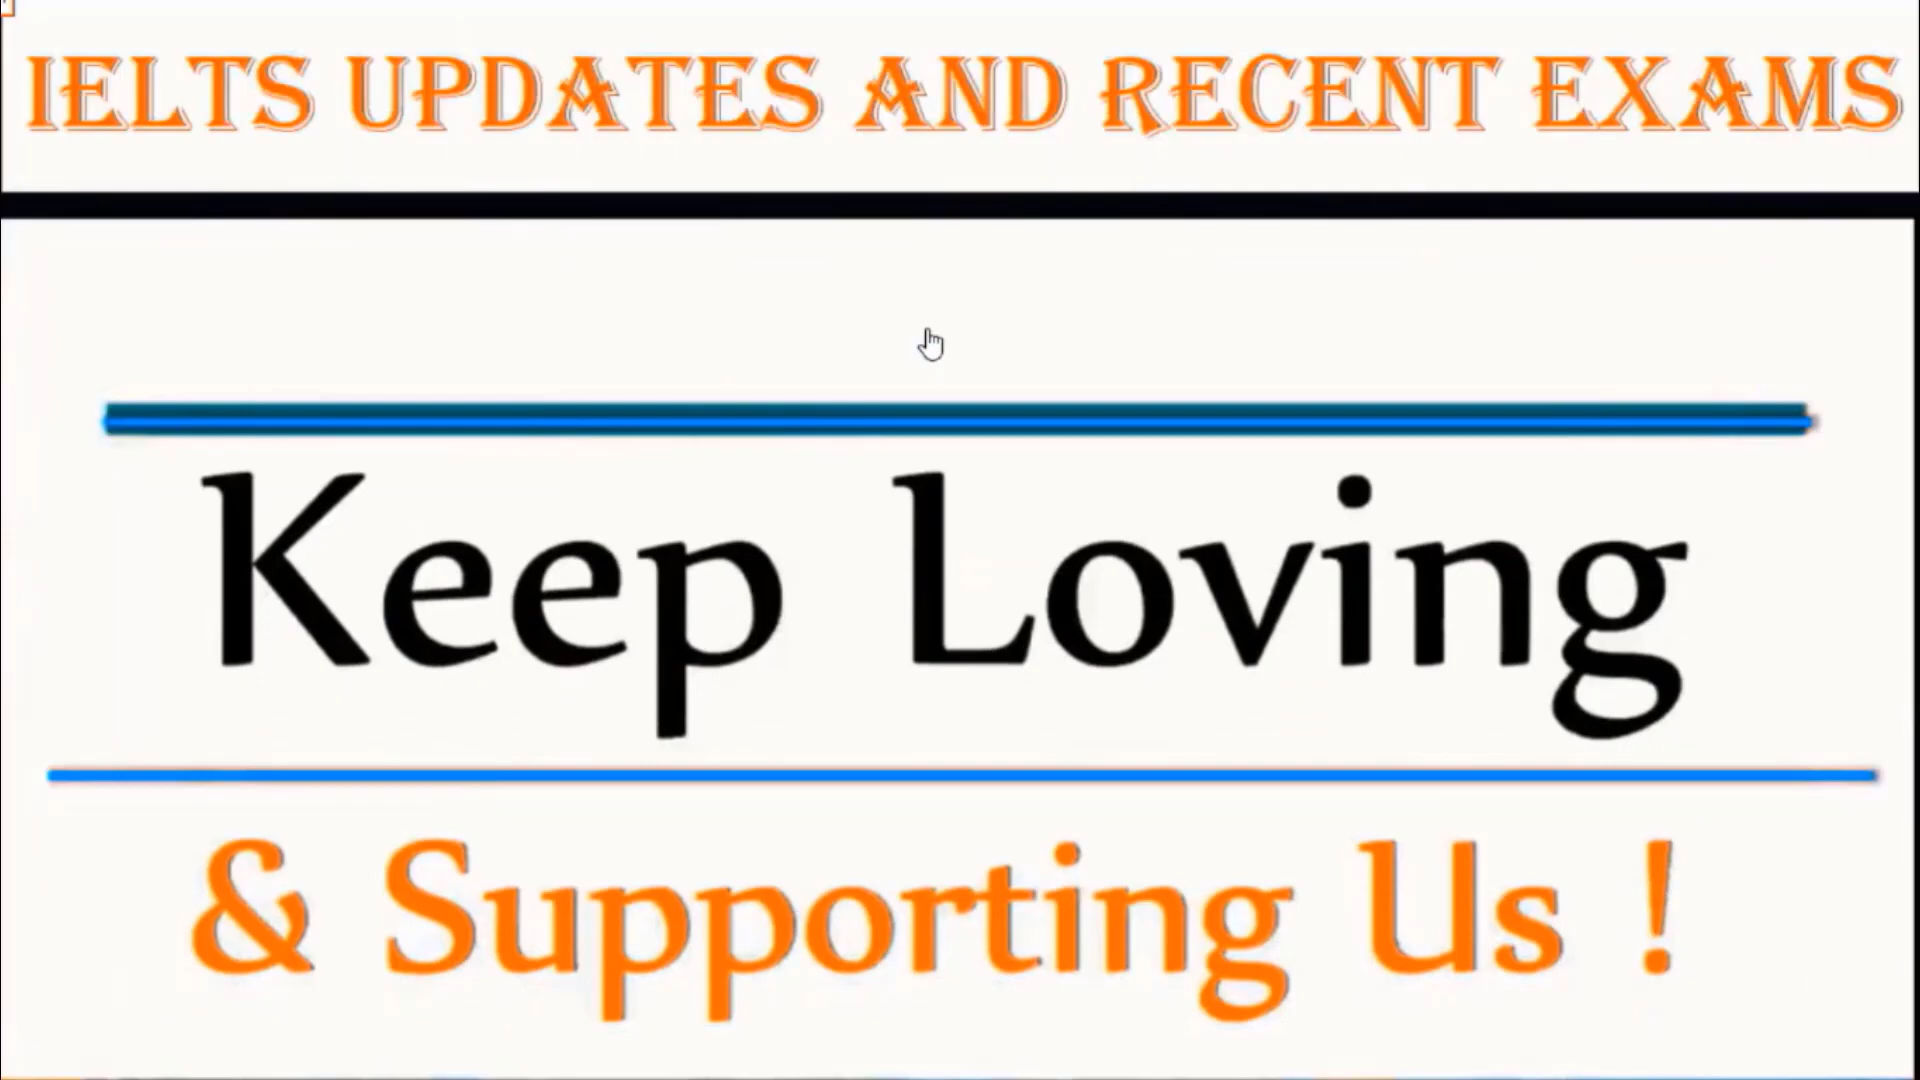 IELTS UPDATES AND RECENT EXAMS
Keep Loving
& Supporting Us !